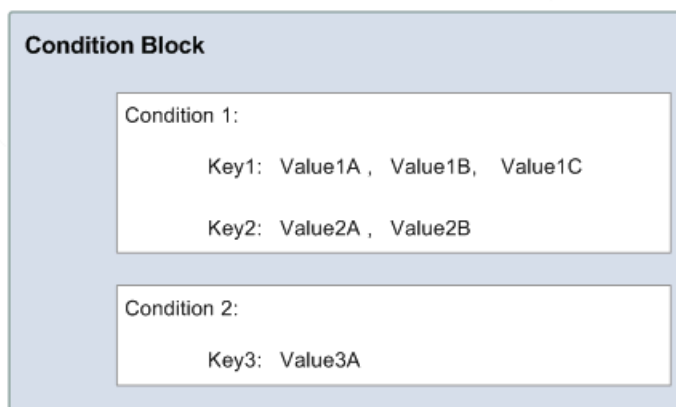 Condition Block
Condition 1:
Key1: Value1A , Value1B, Value1C
Key2: Value2A , Value2B
Condition 2:
Key3: Value3A